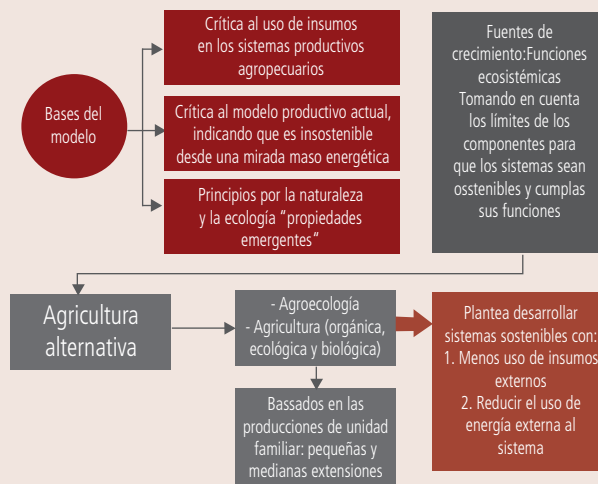 Bases del
modelo
Crítica al uso de insumos
en los sistemas productivos
agropecuarios
Crítica al modelo productivo actual,
indicando que es insostenible
desde una mirada maso energética
Principios por la naturaleza
y la ecología “propiedades
emergentes“
Fuentes de
crecimiento:Funciones
ecosistémicas
Tomando en cuenta
los límites de los
componentes para
que los sistemas sean
osstenibles y cumplas
sus funciones
Agricultura
alternativa
- Agroecología
- Agricultura (orgánica,
ecológica y biológica)
Bassados en las
producciones de unidad
familiar: pequeñas y
medianas extensiones
Plantea desarrollar
sistemas sostenibles con:
1. Menos uso de insumos
externos
2. Reducir el uso de
energía externa al
sistema